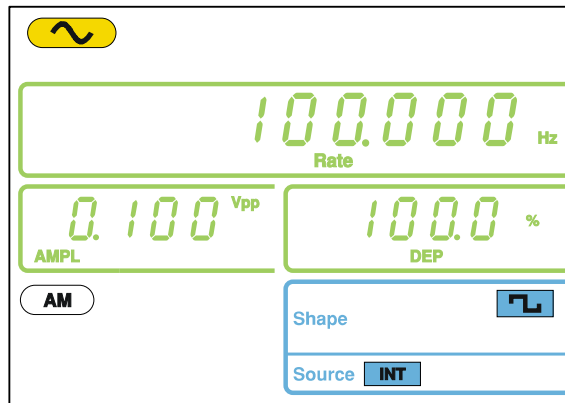 100.000 Hz
Rate
0.100 Vpp
AMPL
100.0 %
DEP
AM
Shape
Source INT